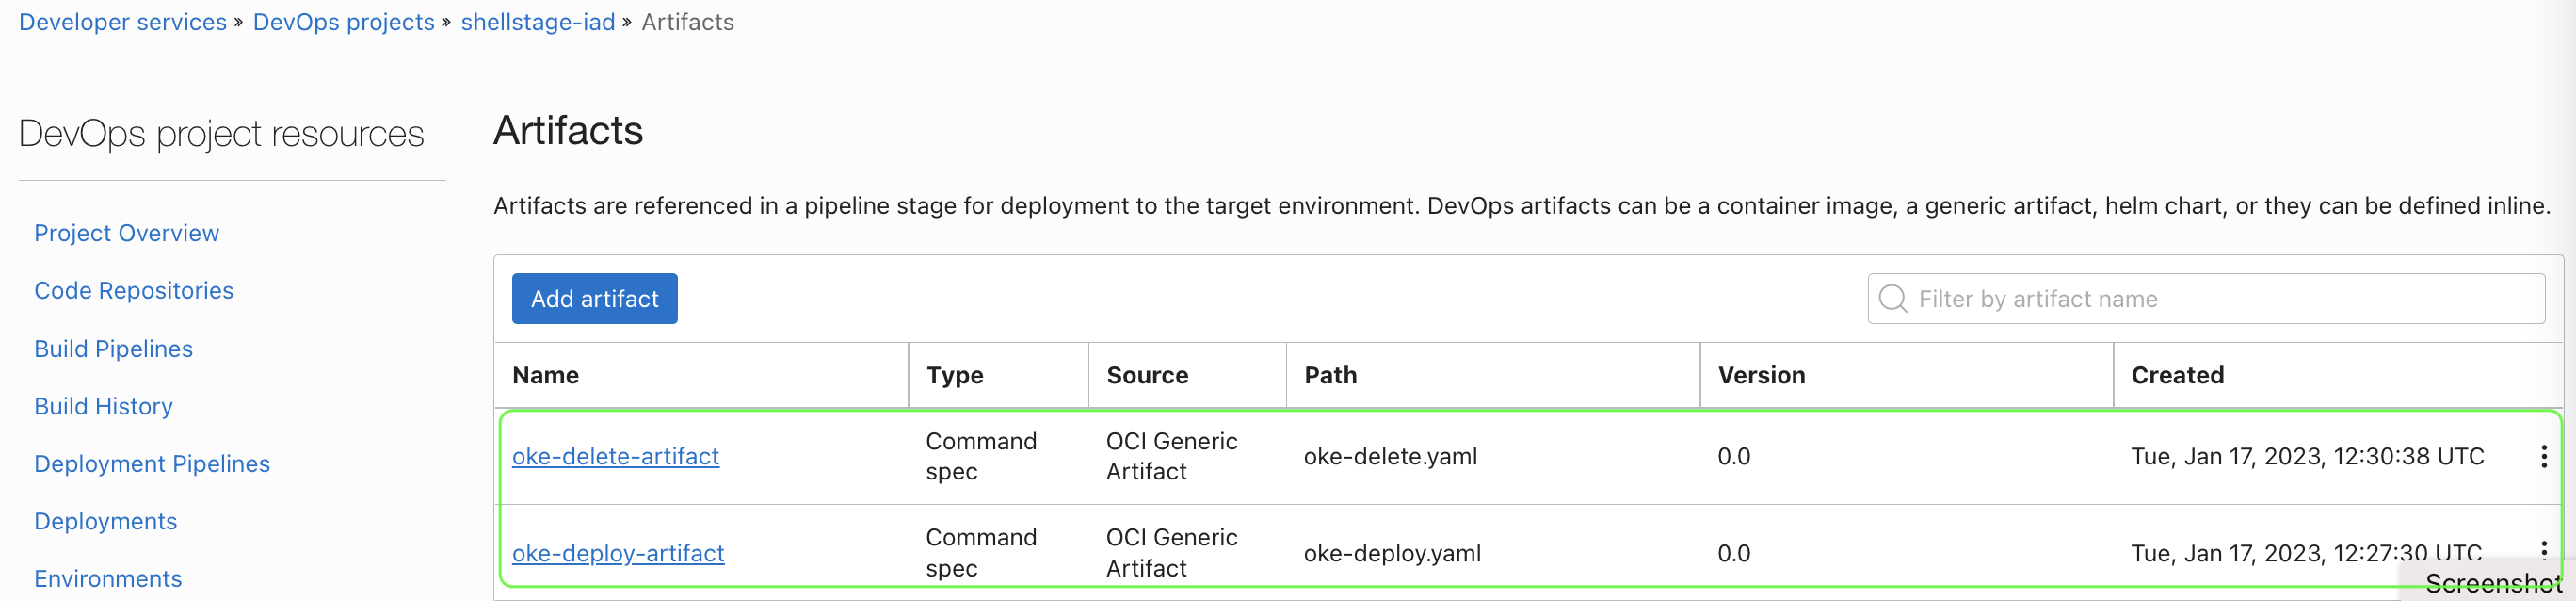 Developer services » DevOps projects » shellstage-iad » Artifacts
DevOps project resources
Project Overview
Code Repositories
Build Pipelines
Build History
Deployment Pipelines
Deployments
Environments
Artifacts
Artifacts are referenced in a pipeline stage for deployment to the target environment. DevOps artifacts can be a container image, a generic artifact, helm chart, or they can be defined inline.
Add artifact
Filter by artifact name
Name Type Source Path Version Created
oke-delete-artifact Command spec OCI Generic Artifact oke-delete.yaml 0.0 Tue, Jan 17, 2023, 12:30:38 UTC
oke-deploy-artifact Command spec OCI Generic Artifact oke-deploy.yaml 0.0 Tue, Jan 17, 2023, 12:27:30 UTC
Screenshot